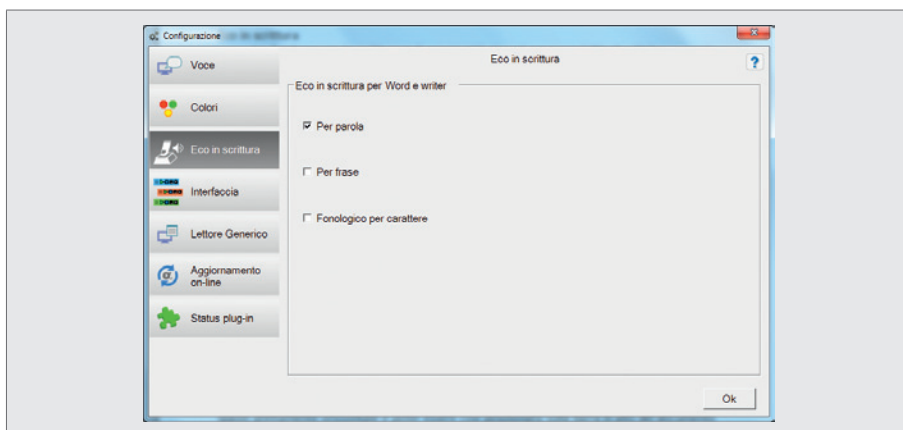 Configurazione
Voce
Eco in scrittura
?
Eco in scrittura per Word e writer
Colori
Per parola
Eco in scrittura
Per frase
Interfaccia
Fonologico per carattere
Lettore Generico
Aggiornamento
on-line
Status plug-in
Ok